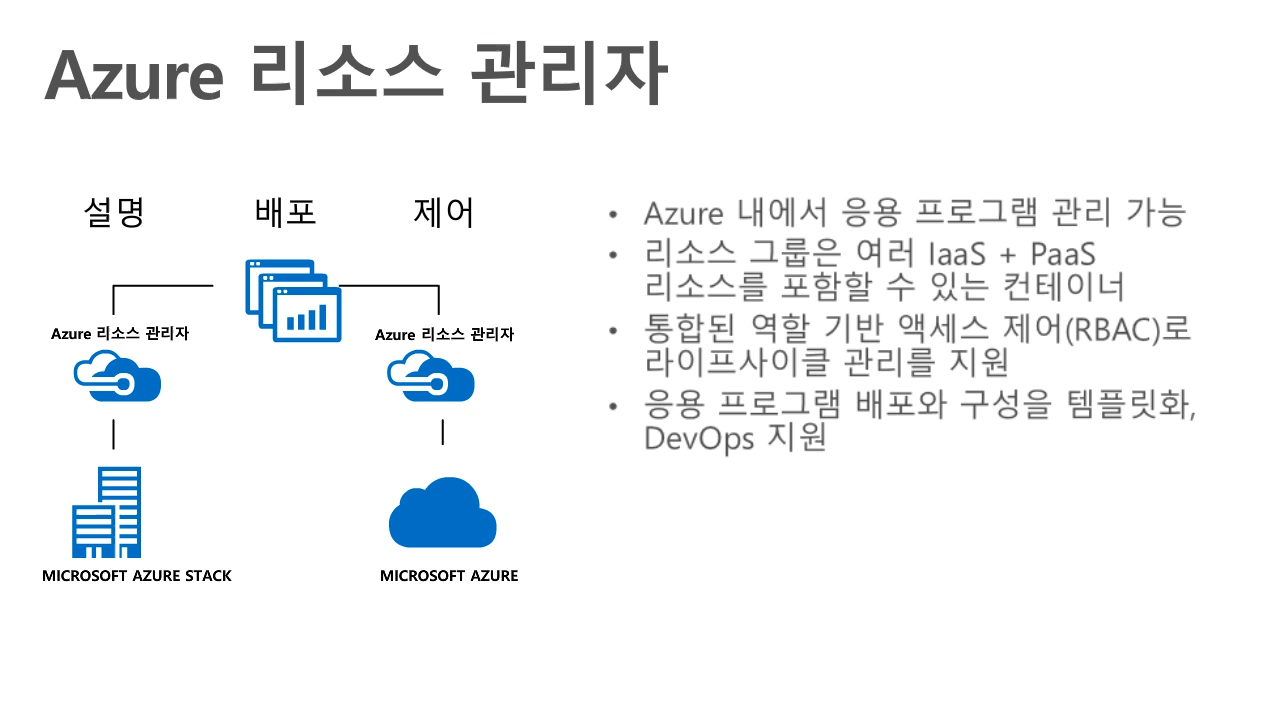 Azure 리소스 관리자
설명 배포 제어
Azure 리소스 관리자 Azure 리소스 관리자
MICROSOFT AZURE STACK MICROSOFT AZURE
• Azure 내에서 응용 프로그램 관리 가능
• 리소스 그룹은 여러 IaaS + PaaS
리소스를 포함할 수 있는 컨테이너
• 통합된 역할 기반 액세스 제어(RBAC)로
라이프사이클 관리를 지원
• 응용 프로그램 배포와 구성을 템플릿화,
DevOps 지원